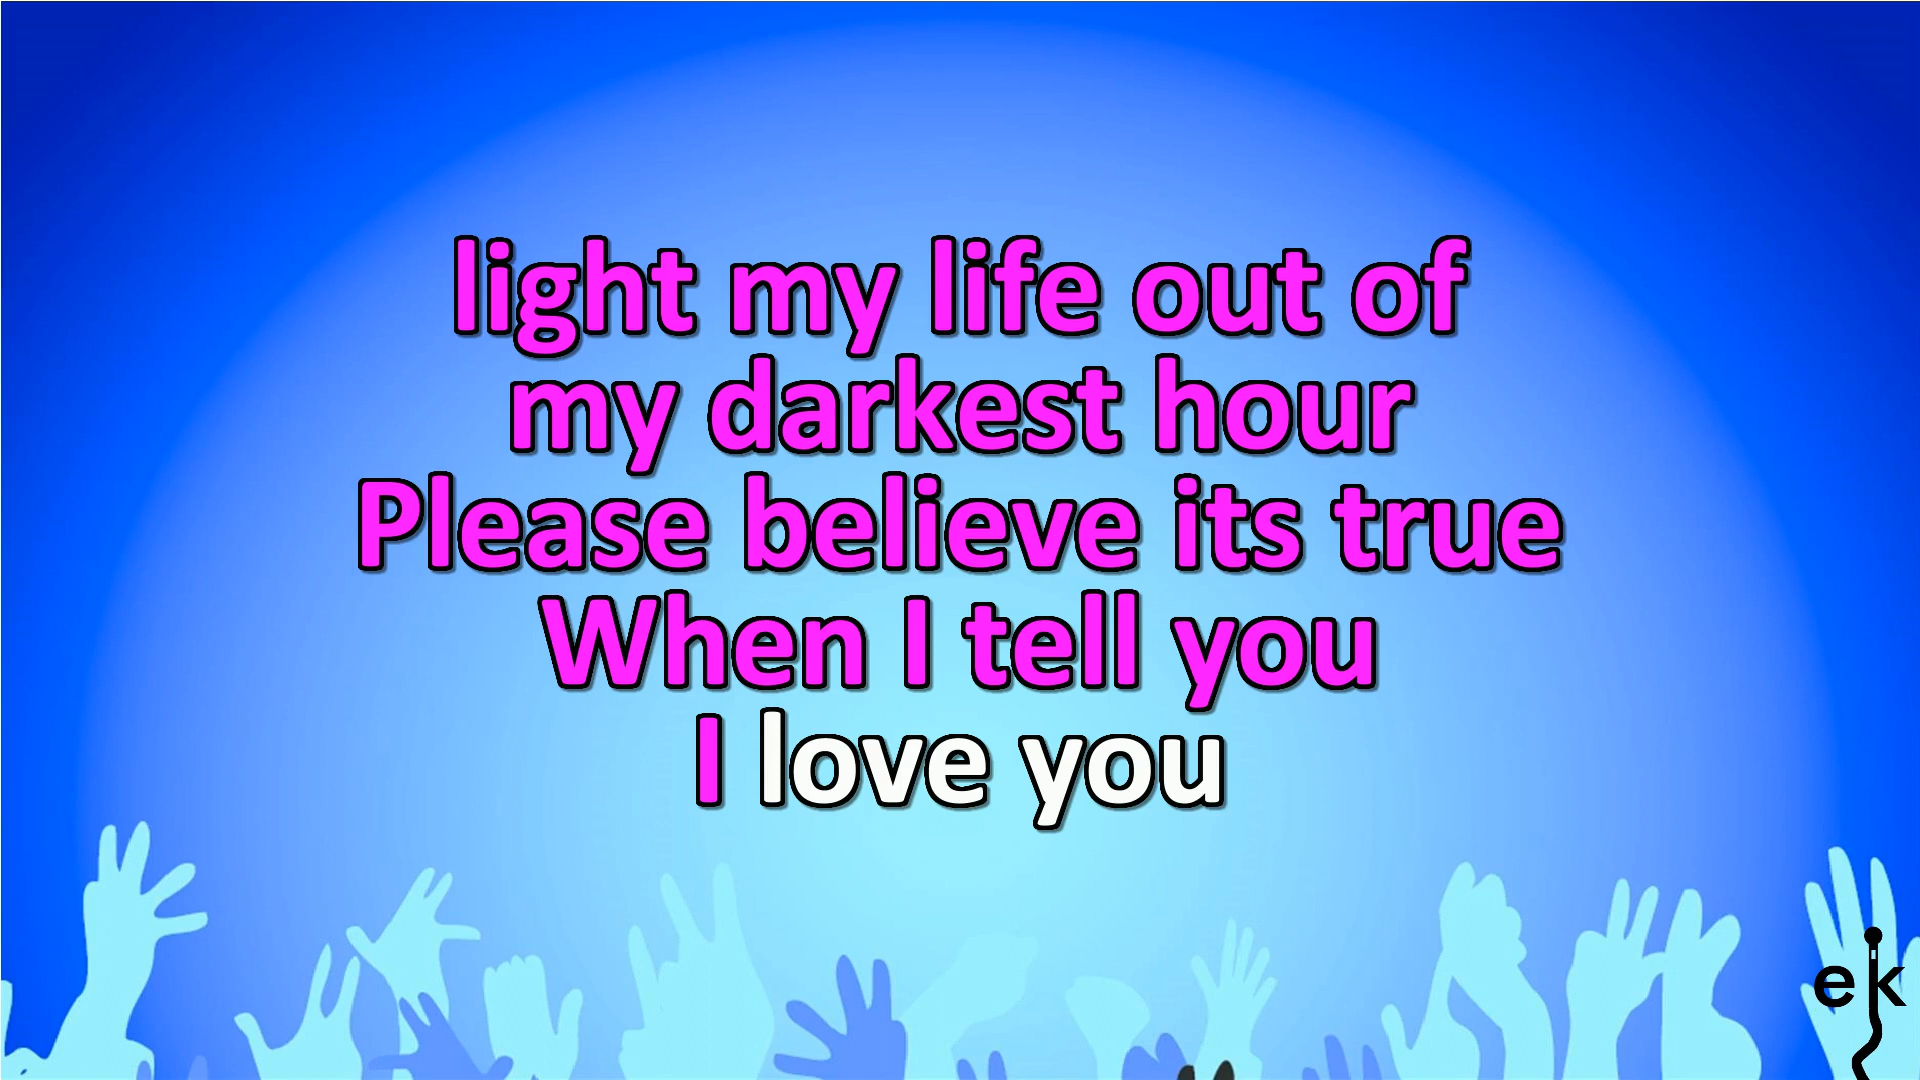 light my life out of
my darkest hour
Please believe its true
When I tell you
I love you
ek